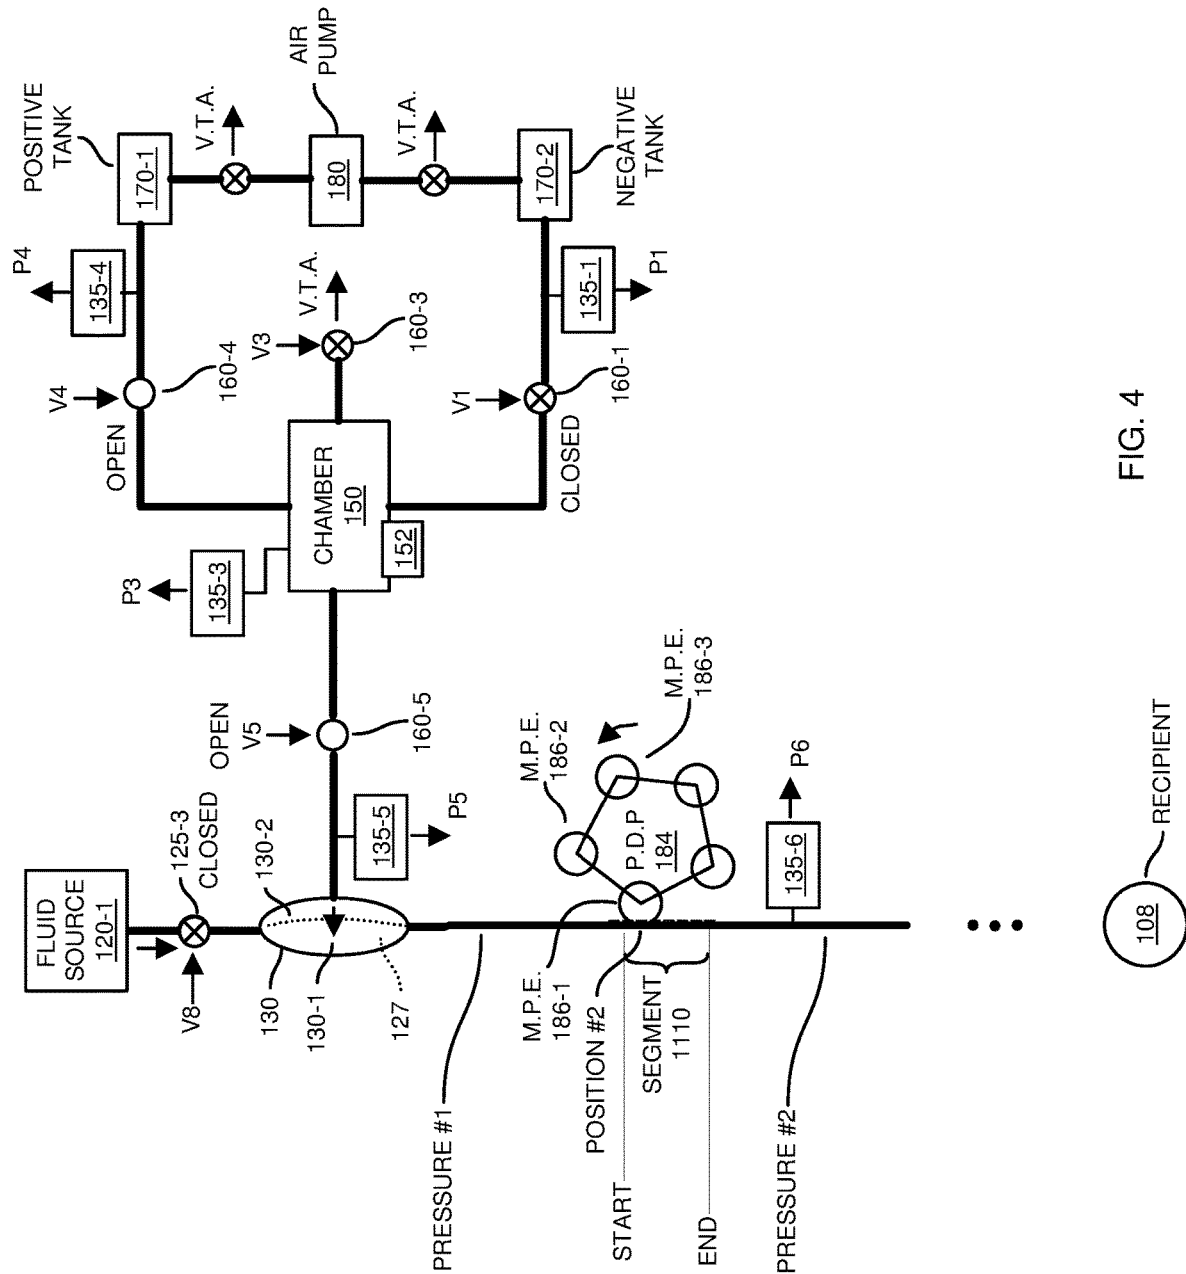 FLUID
SOURCE
120-1
V8
125-3
CLOSED
130
130-1
130-2
127
135-5
P5
OPEN
V5
160-5
P3
135-3
CHAMBER
150
152
OPEN
V4
160-4
P4
135-4
POSITIVE
TANK
170-1
V.T.A.
AIR
PUMP
180
V.T.A.
170-2
NEGATIVE
TANK
V3
V.T.A.
160-3
V1
CLOSED
160-1
135-1
P1
PRESSURE #1
M.P.E.
186-1
M.P.E.
186-2
M.P.E.
186-3
P.D.P
184
POSITION #2
SEGMENT
1110
START
END
135-6
P6
PRESSURE #2
108
RECIPIENT
FIG. 4